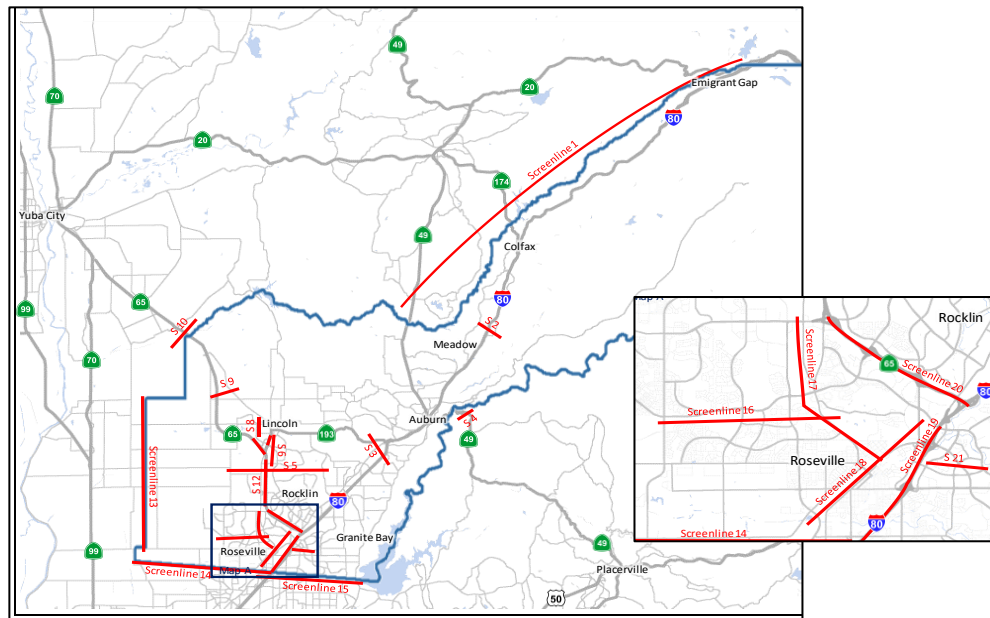 49
70
20
Emigrant Gap
80
20
Screenline 1
174
Yuba City
49
Colfax
65
80
99
S 10
S 2
Meadow
70
S 9
Auburn
S 4
S 8
Lincoln
65
193
S 6
49
S 3
S 5
Screenline 13
S 12
Rocklin
80
99
Granite Bay
Roseville
49
Map A
Screenline 14
Placerville
Screenline 15
50
Map A
Rocklin
65
Screenline 17
Screenline 20
80
Screenline 16
Screenline 19
Roseville
Screenline 18
S 21
80
Screenline 14